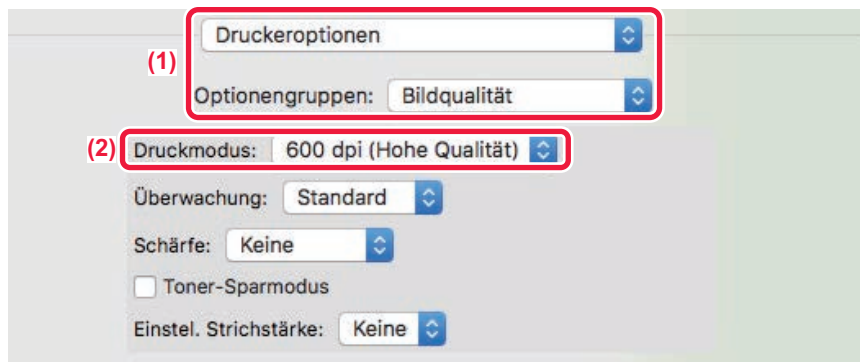 Druckeroptionen
(1)
Optionengruppen: Bildqualität
(2) Druckmodus: 600 dpi (Hohe Qualität)
Überwachung: Standard
Schärfe: Keine
Toner-Sparmodus
Einstel. Strichstärke: Keine